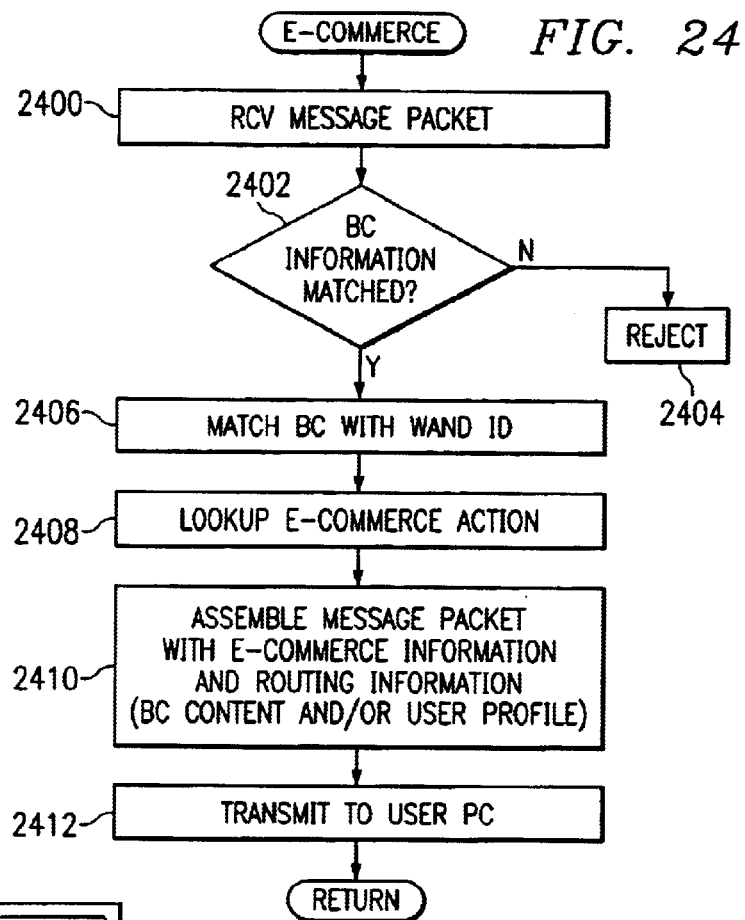 E-COMMERCE
FIG. 24
2400
RCV MESSAGE PACKET
2402
BC
INFORMATION
MATCHED?
N
REJECT
2404
Y
2406
MATCH BC WITH WAND ID
2408
LOOKUP E-COMMERCE ACTION
2410
ASSEMBLE MESSAGE PACKET
WITH E-COMMERCE INFORMATION
AND ROUTING INFORMATION
(BC CONTENT AND/OR USER PROFILE)
2412
TRANSMIT TO USER PC
RETURN